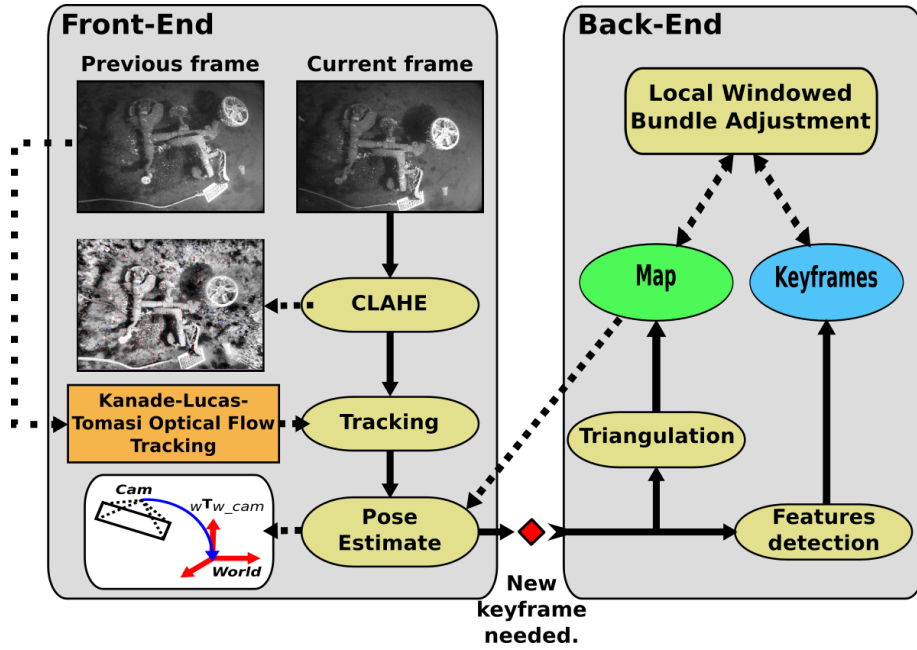 Front-End
Previous frame
Current frame
CLAHE
Kanade-Lucas-
Tomasi Optical Flow
Tracking
Tracking
Cam
wTw_cam
World
Pose
Estimate
New
keyframe
needed.
Back-End
Local Windowed
Bundle Adjustment
Map
Keyframes
Triangulation
Features
detection